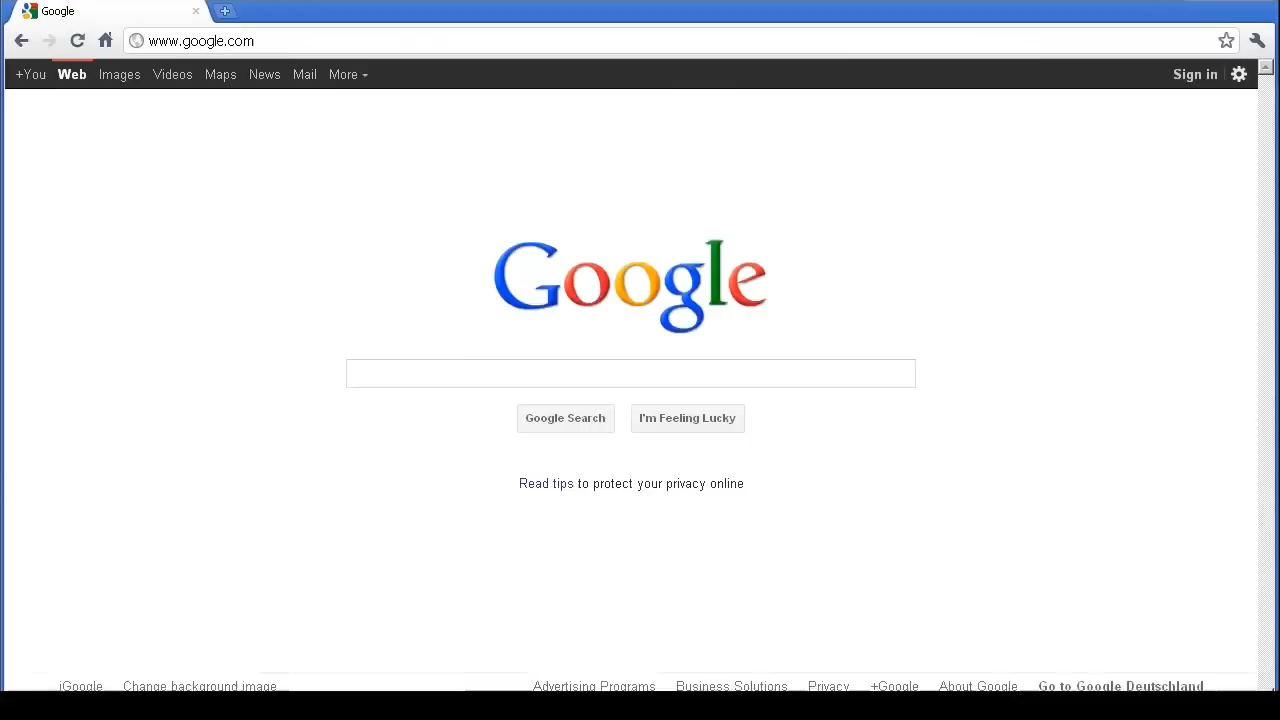 Google
www.google.com
+You Web Images Videos Maps News Mail More Sign in
Google
Google Search I'm Feeling Lucky
Read tips to protect your privacy online
iGoogle Change background image Advertising Programs Business Solutions Privacy +Google About Google Go to Google Deutschland